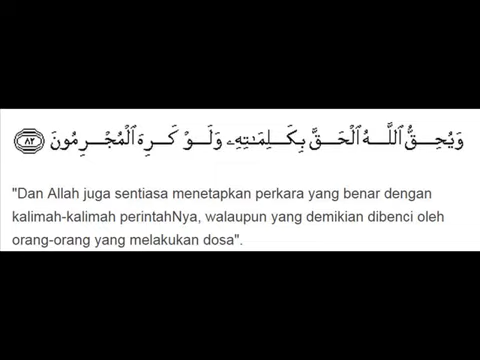 وَيُحِقُّ ٱللَّهُ ٱلْحَقَّ بِكَلِمَـٰتِهِۦ وَلَوْ كَرِهَ ٱلْمُجْرِمُونَ ٨٢
"Dan Allah juga sentiasa menetapkan perkara yang benar dengan
kalimah-kalimah perintahNya, walaupun yang demikian dibenci oleh
orang-orang yang melakukan dosa".